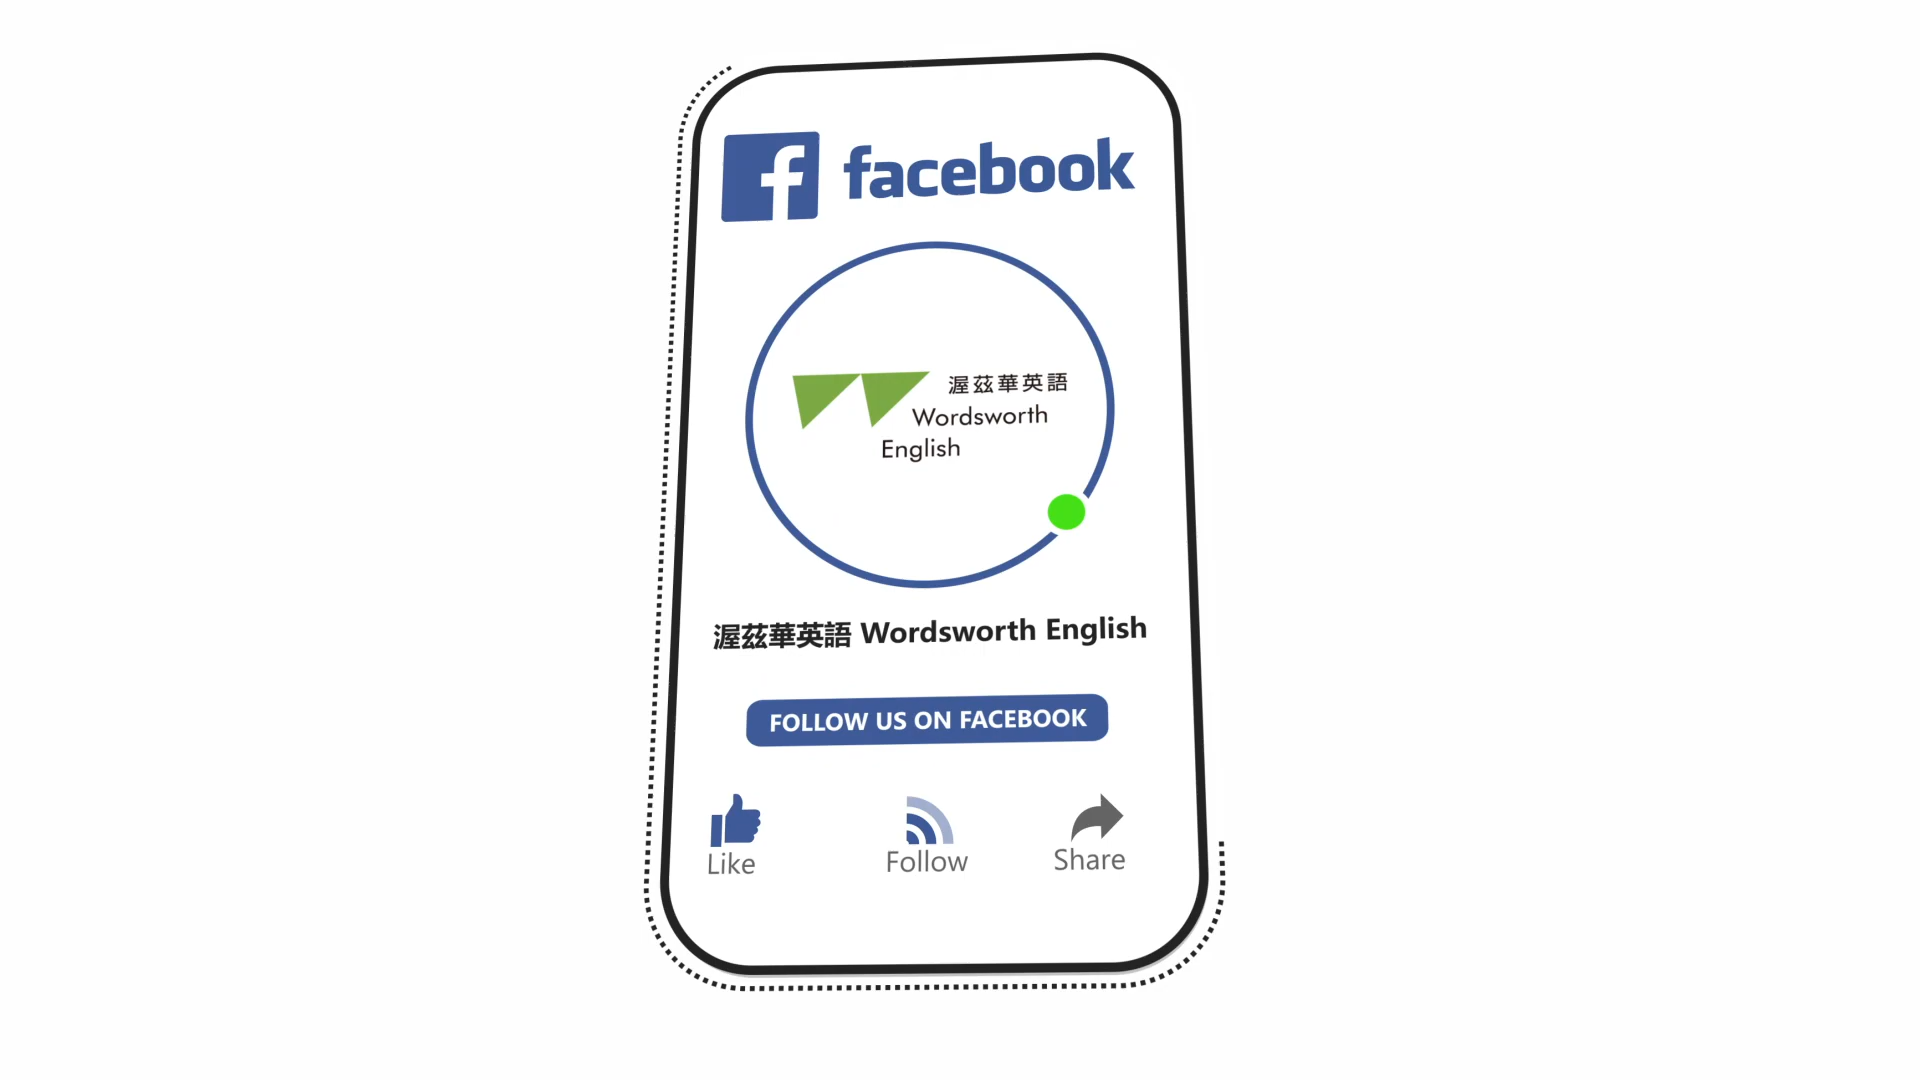 facebook
渥茲華英語
Wordsworth
English
渥茲華英語 Wordsworth English
FOLLOW US ON FACEBOOK
Like
Follow
Share